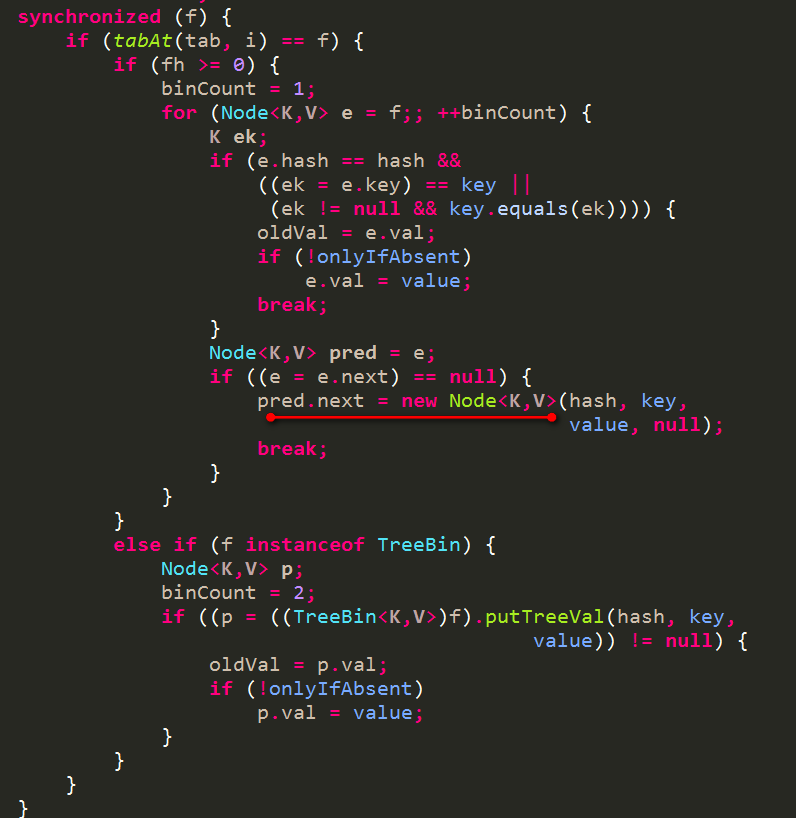 synchronized (f) {
    if (tabAt(tab, i) == f) {
        if (fh >= 0) {
            binCount = 1;
            for (Node<K,V> e = f;; ++binCount) {
                K ek;
                if (e.hash == hash &&
                    ((ek = e.key) == key ||
                     (ek != null && key.equals(ek)))) {
                    oldVal = e.val;
                    if (!onlyIfAbsent)
                        e.val = value;
                    break;
                }
                Node<K,V> pred = e;
                if ((e = e.next) == null) {
                    pred.next = new Node<K,V>(hash, key,
                                              value, null);
                    break;
                }
            }
        }
        else if (f instanceof TreeBin) {
            Node<K,V> p;
            binCount = 2;
            if ((p = ((TreeBin<K,V>)f).putTreeVal(hash, key,
                                           value)) != null) {
                oldVal = p.val;
                if (!onlyIfAbsent)
                    p.val = value;
            }
        }
    }
}